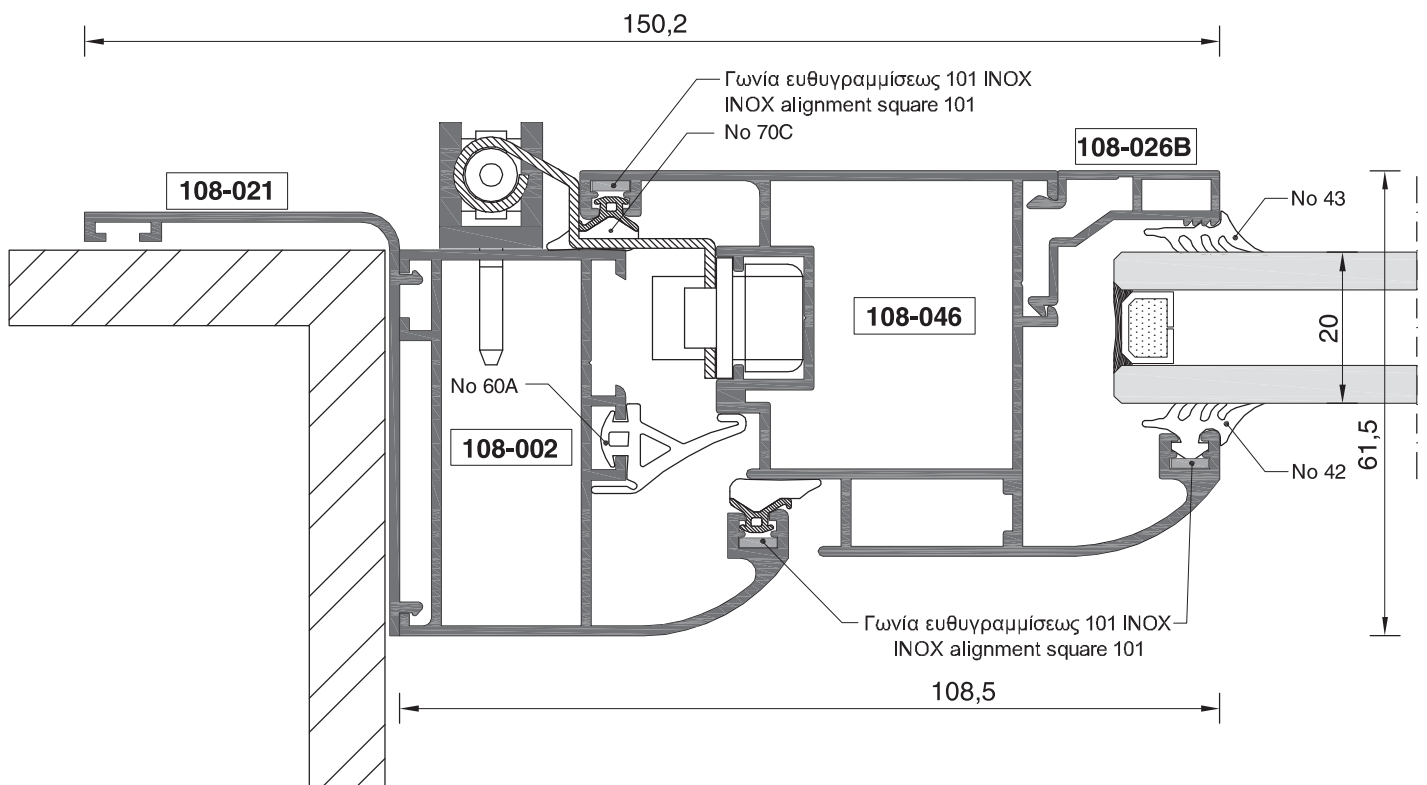 150,2
Γωνία ευθυγραμμίσεως 101 INOX
INOX alignment square 101
No 70C
108-026B
108-021
No 43
108-046
20
No 60A
108-002
61,5
No 42
Γωνία ευθυγραμμίσεως 101 INOX
INOX alignment square 101
108,5